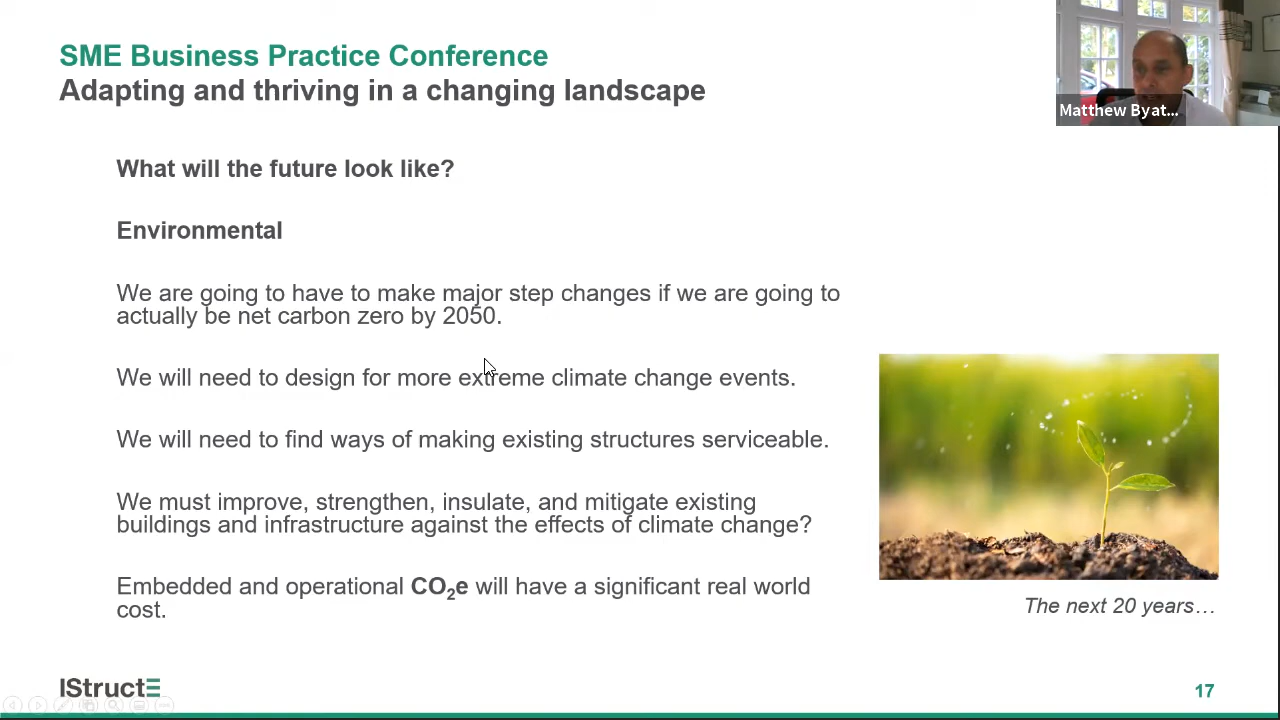 SME Business Practice Conference
Adapting and thriving in a changing landscape
Matthew Byat...
What will the future look like?
Environmental
We are going to have to make major step changes if we are going to
actually be net carbon zero by 2050.
We will need to design for more extreme climate change events.
We will need to find ways of making existing structures serviceable.
We must improve, strengthen, insulate, and mitigate existing
buildings and infrastructure against the effects of climate change?
Embedded and operational CO₂e will have a significant real world
cost.
The next 20 years…
IStructE
17